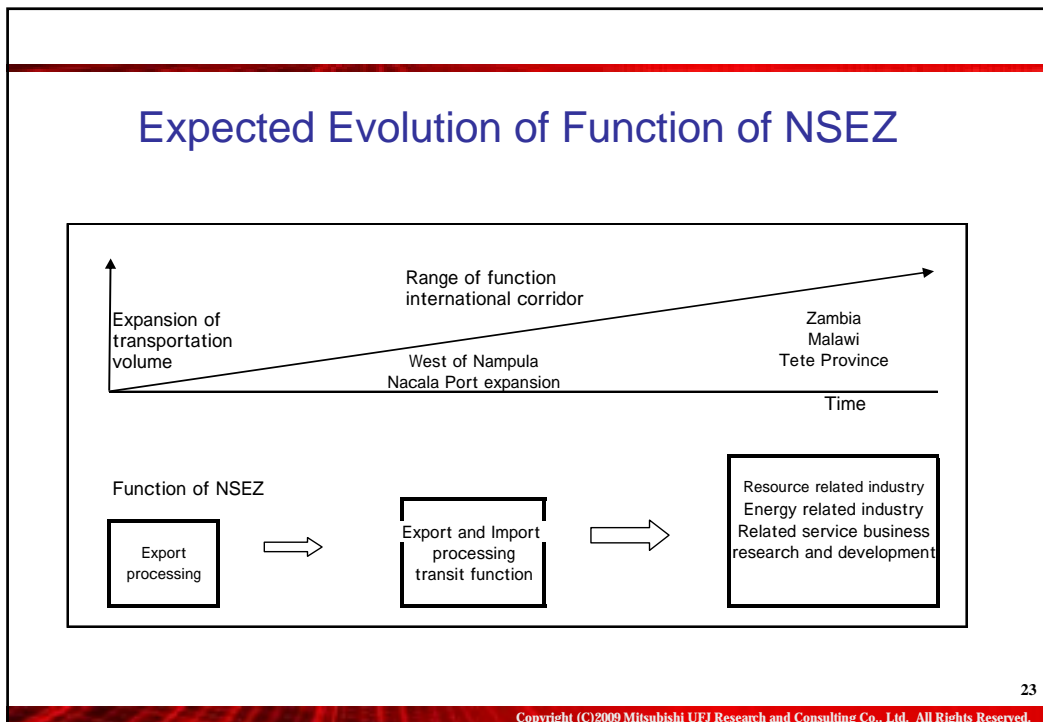 Expected Evolution of Function of NSEZ
Range of function
international corridor
Expansion of
transportation
volume
West of Nampula
Nacala Port expansion
Zambia
Malawi
Tete Province
Time
Function of NSEZ
Export
processing
Export and Import
processing
transit function
Resource related industry
Energy related industry
Related service business
research and development
23
Copyright (C)2009 Mitsubishi UFJ Research and Consulting Co., Ltd. All Rights Reserved.